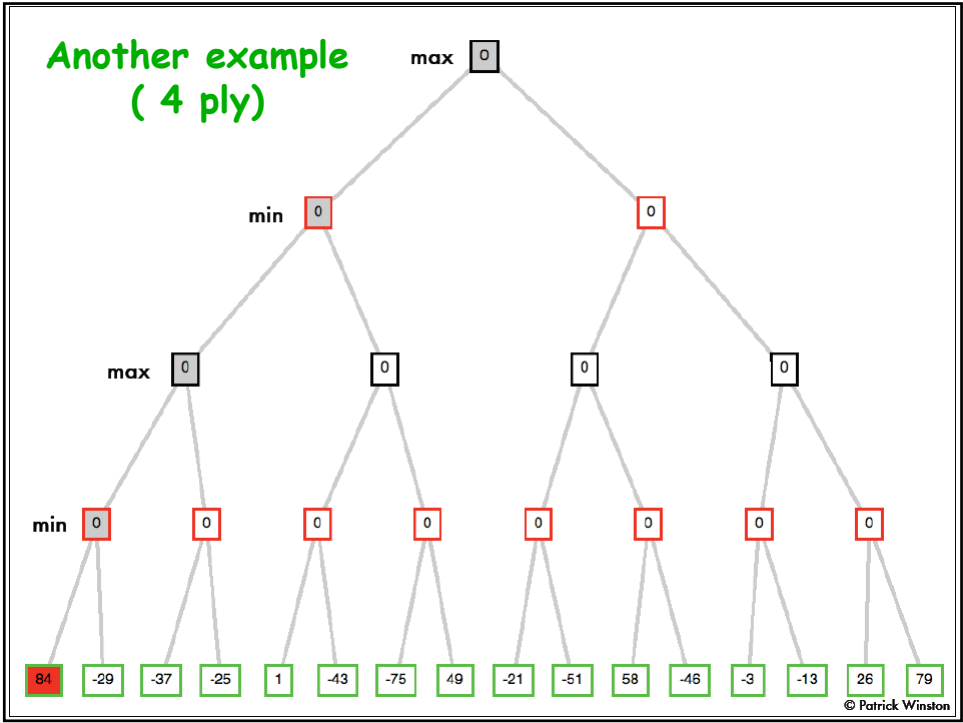 Another example
( 4 ply)
max 0
min 0 0
max 0 0 0 0
min 0 0 0 0 0 0 0 0
84 -29 -37 -25 1 -43 -75 49 -21 -51 58 -46 -3 -13 26 79
© Patrick Winston